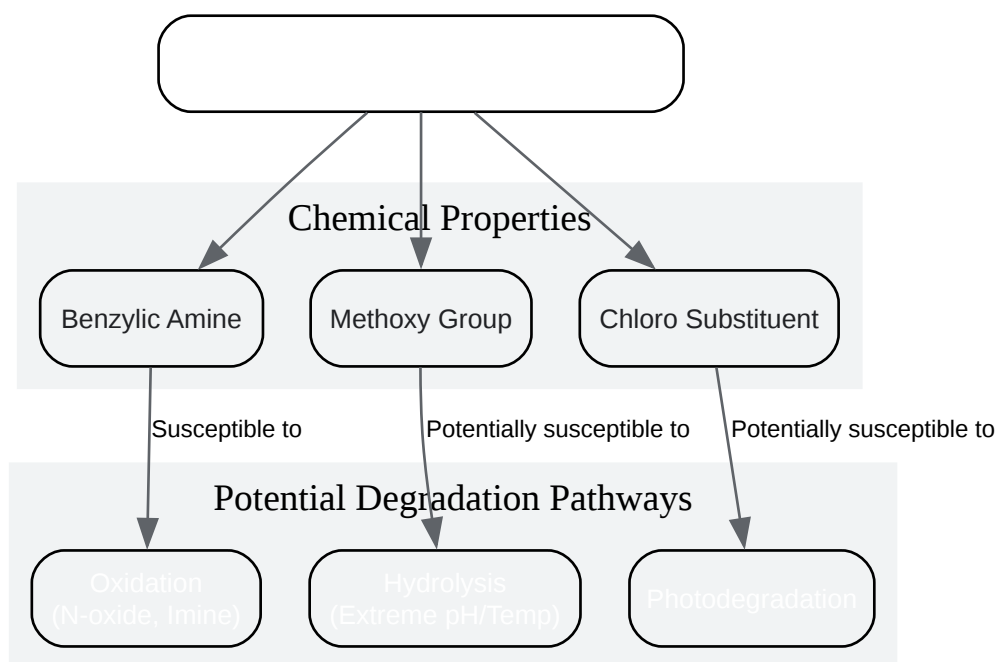 Chemical Properties
Benzylic Amine
Methoxy Group
Chloro Substituent
Susceptible to
Potentially susceptible to
Potentially susceptible to
Potential Degradation Pathways
Oxidation
(N-oxide, Imine)
Hydrolysis
(Extreme pH/Temp)
Photodegradation